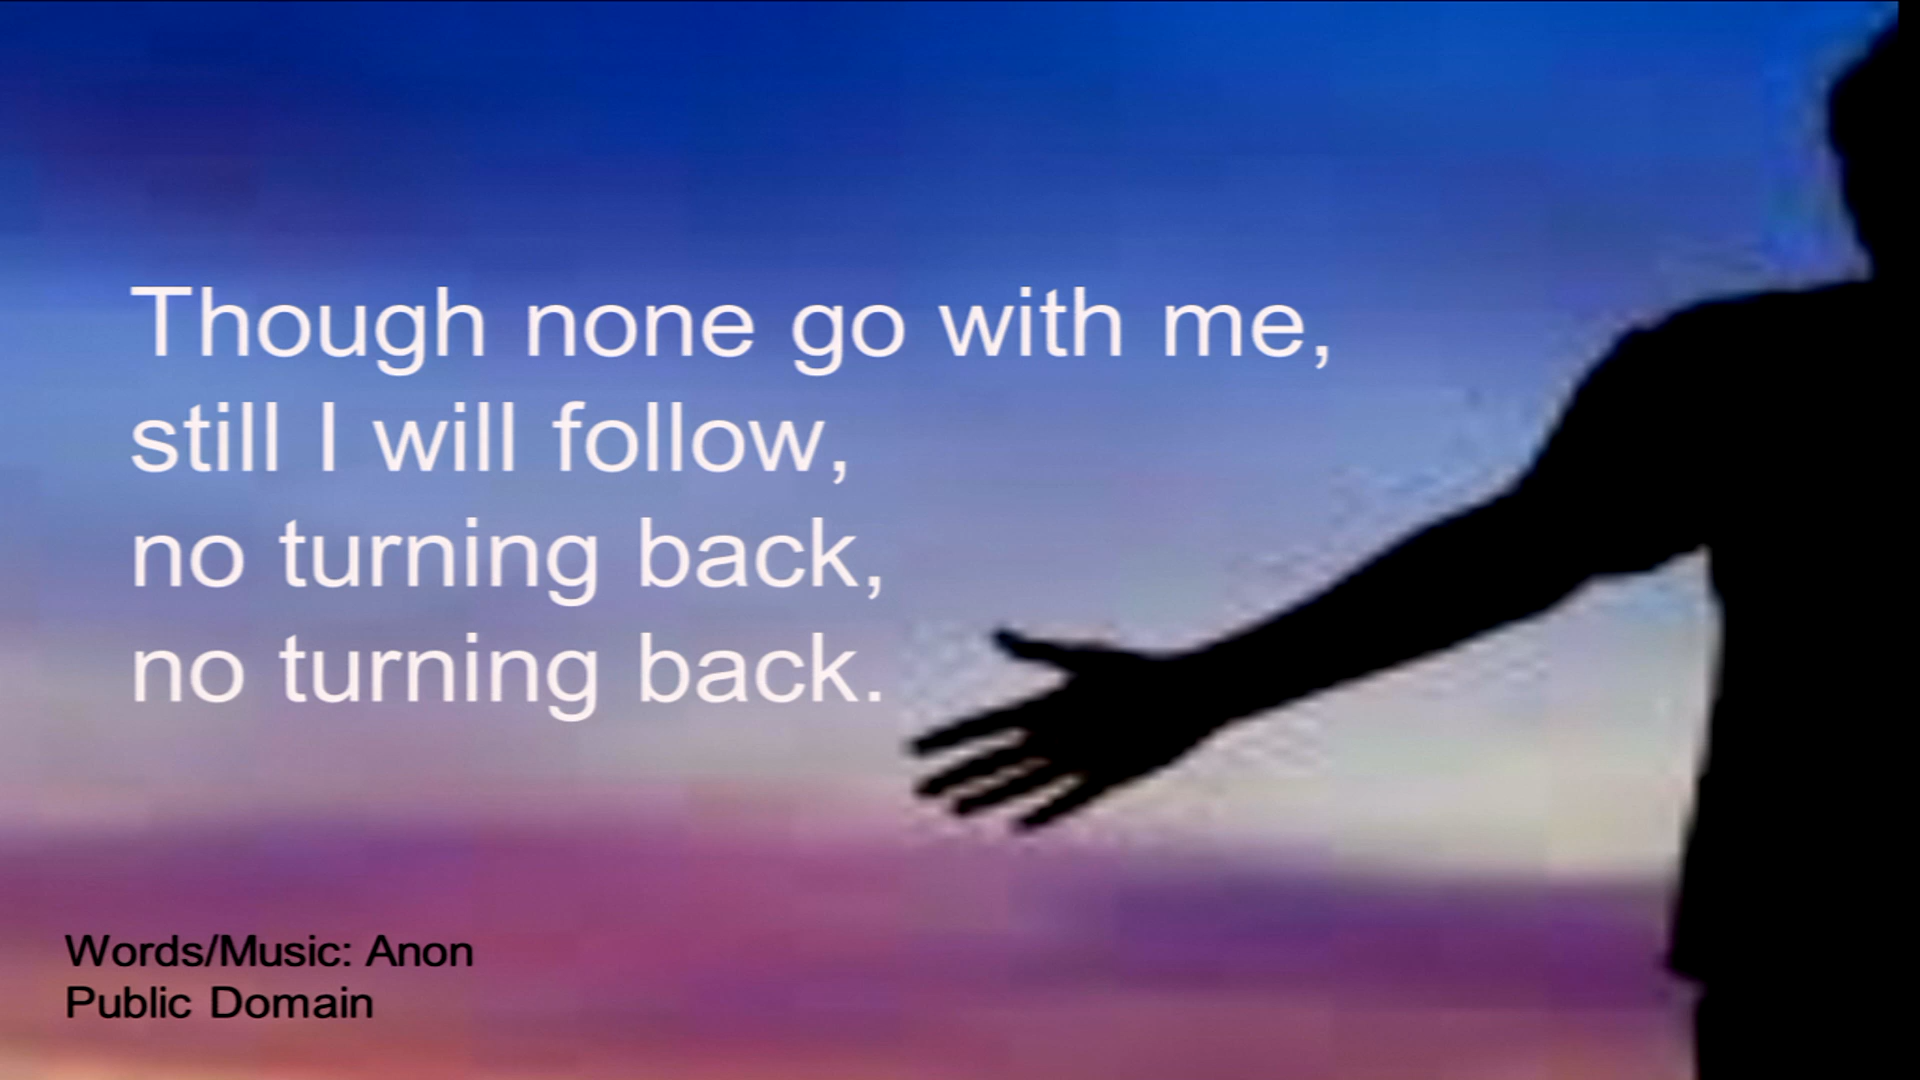 Though none go with me,
still I will follow,
no turning back,
no turning back.
Words/Music: Anon
Public Domain